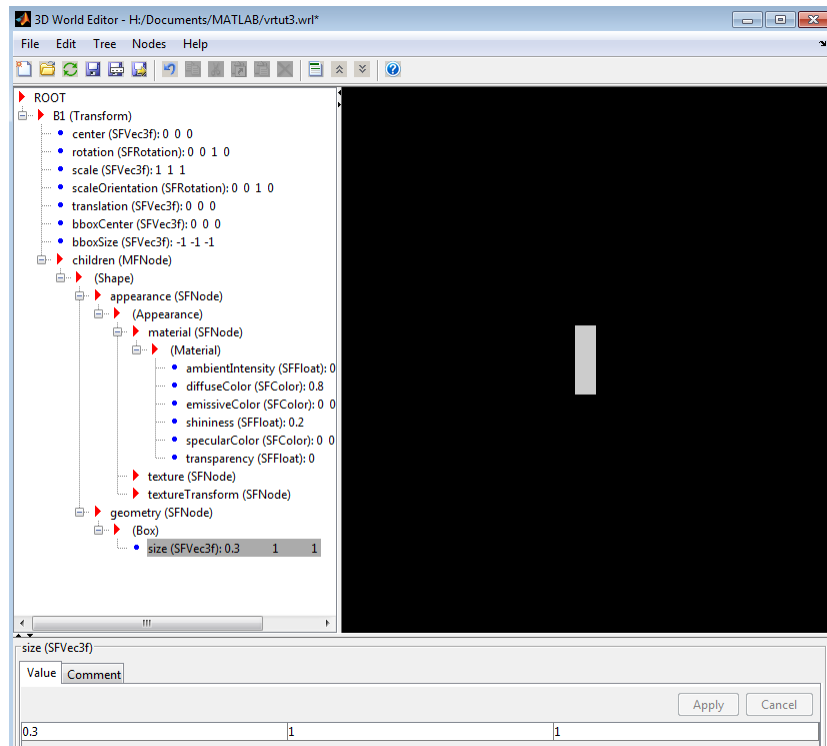 3D World Editor - H:/Documents/MATLAB/vrtut3.wrl*
File Edit Tree Nodes Help
ROOT
B1 (Transform)
center (SFVec3f): 0 0 0
rotation (SFRotation): 0 0 1 0
scale (SFVec3f): 1 1 1
scaleOrientation (SFRotation): 0 0 1 0
translation (SFVec3f): 0 0 0
bboxCenter (SFVec3f): 0 0 0
bboxSize (SFVec3f): -1 -1 -1
children (MFNode)
(Shape)
appearance (SFNode)
(Appearance)
material (SFNode)
(Material)
ambientIntensity (SFFloat): 0
diffuseColor (SFColor): 0.8
emissiveColor (SFColor): 0 0
shininess (SFFloat): 0.2
specularColor (SFColor): 0 0
transparency (SFFloat): 0
texture (SFNode)
textureTransform (SFNode)
geometry (SFNode)
(Box)
size (SFVec3f): 0.3 1 1
size (SFVec3f)
Value Comment
Apply Cancel
0.3 1 1